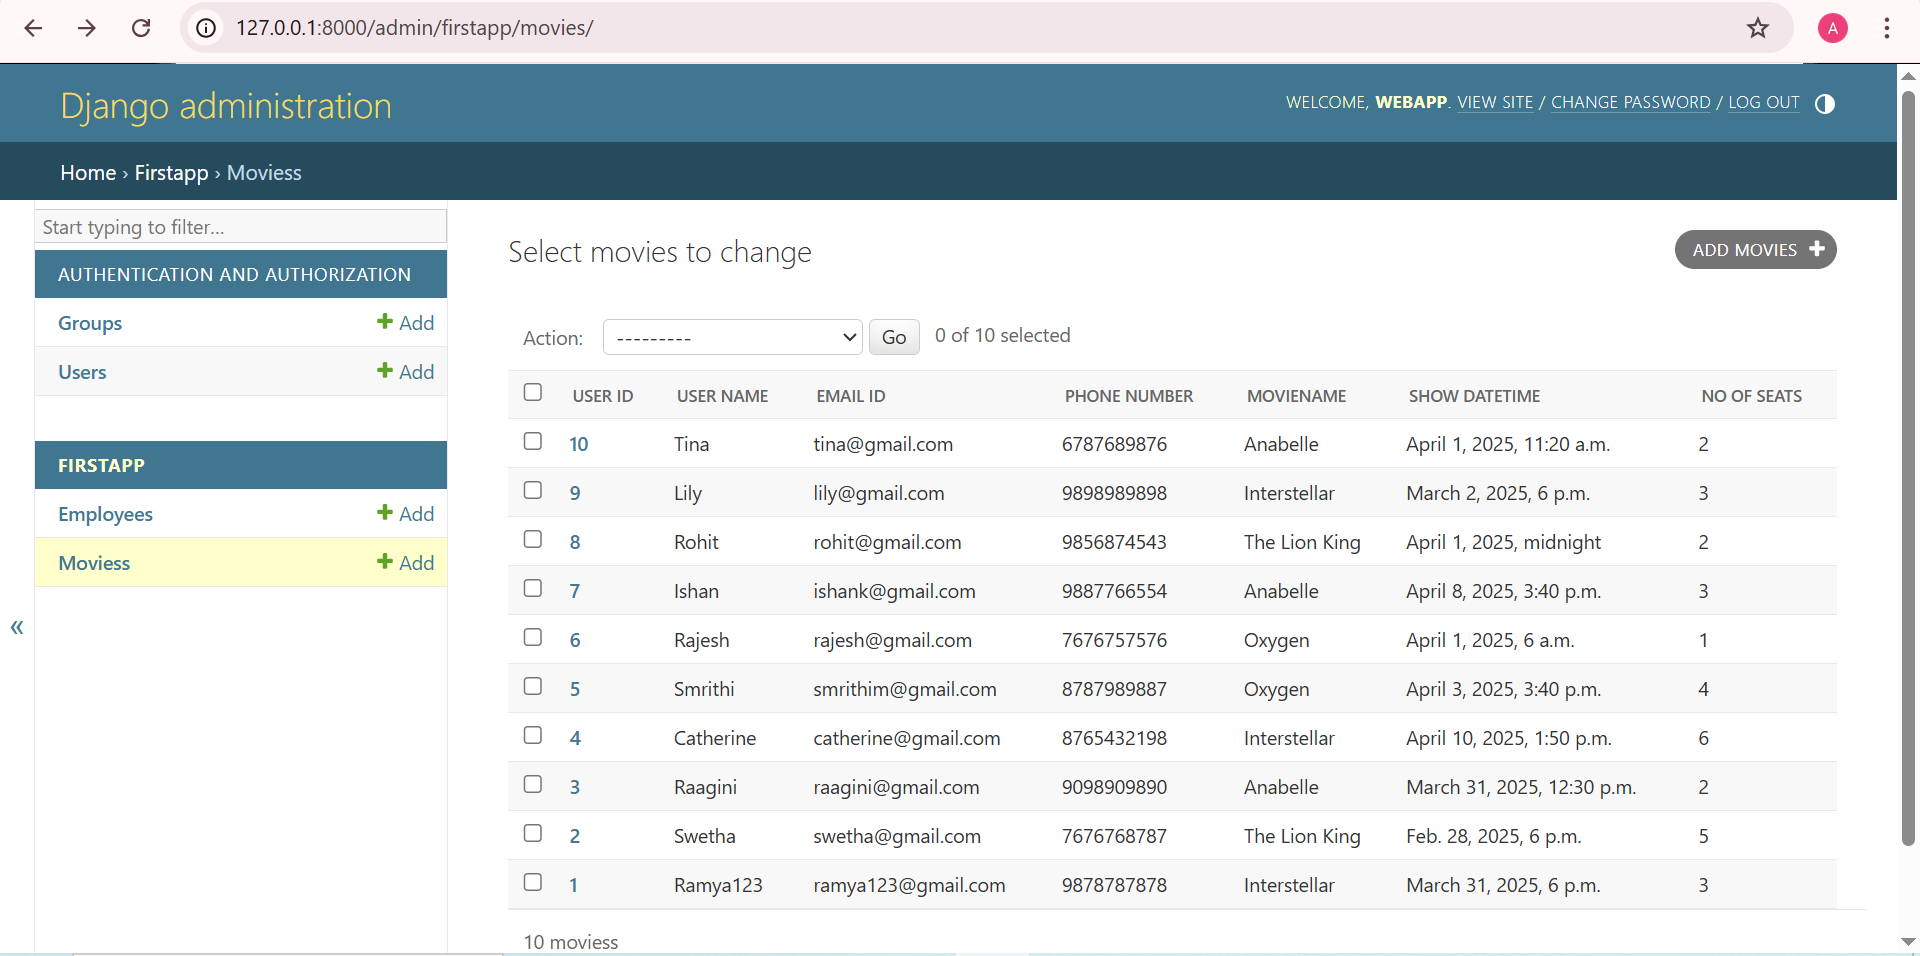 127.0.0.1:8000/admin/firstapp/movies/
A
Django administration
WELCOME, WEBAPP. VIEW SITE / CHANGE PASSWORD / LOG OUT
Home › Firstapp › Moviess
Start typing to filter...
AUTHENTICATION AND AUTHORIZATION
Groups + Add
Users + Add
FIRSTAPP
Employees + Add
Moviess + Add
«
Select movies to change
ADD MOVIES +
Action: --------- Go 0 of 10 selected
USER ID USER NAME EMAIL ID PHONE NUMBER MOVIENAME SHOW DATETIME NO OF SEATS
10 Tina tina@gmail.com 6787689876 Anabelle April 1, 2025, 11:20 a.m. 2
9 Lily lily@gmail.com 9898989898 Interstellar March 2, 2025, 6 p.m. 3
8 Rohit rohit@gmail.com 9856874543 The Lion King April 1, 2025, midnight 2
7 Ishan ishank@gmail.com 9887766554 Anabelle April 8, 2025, 3:40 p.m. 3
6 Rajesh rajesh@gmail.com 7676757576 Oxygen April 1, 2025, 6 a.m. 1
5 Smrithi smrithim@gmail.com 8787989887 Oxygen April 3, 2025, 3:40 p.m. 4
4 Catherine catherine@gmail.com 8765432198 Interstellar April 10, 2025, 1:50 p.m. 6
3 Raagini raagini@gmail.com 9098909890 Anabelle March 31, 2025, 12:30 p.m. 2
2 Swetha swetha@gmail.com 7676768787 The Lion King Feb. 28, 2025, 6 p.m. 5
1 Ramya123 ramya123@gmail.com 9878787878 Interstellar March 31, 2025, 6 p.m. 3
10 moviess